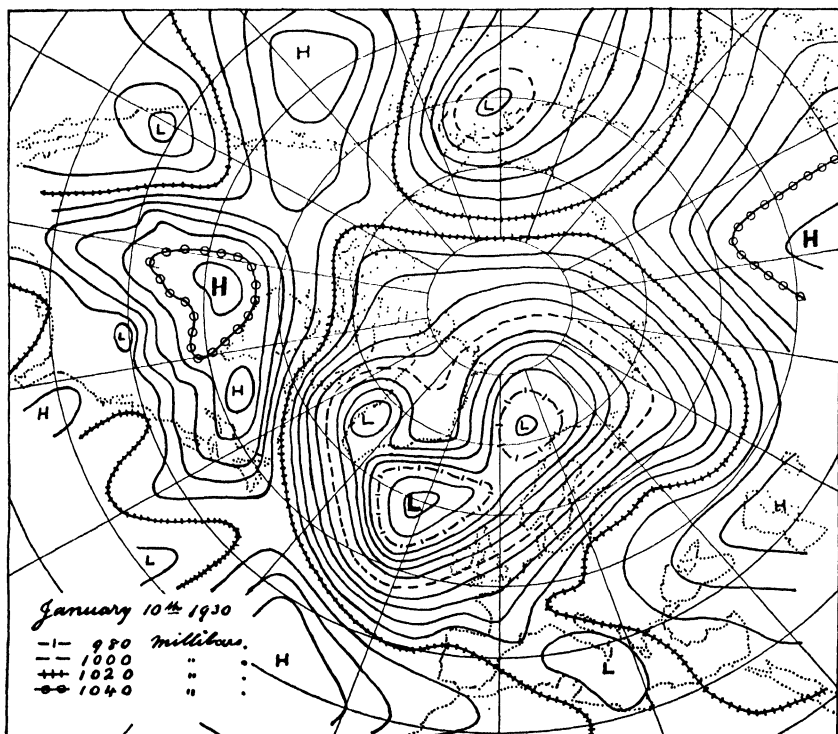 H
L
L
H
H
L
H
H
L
L
H
L
H
L
January 10th 1930
980 Millibars.
1000 " .
1020 " .
1040 " .
H
L